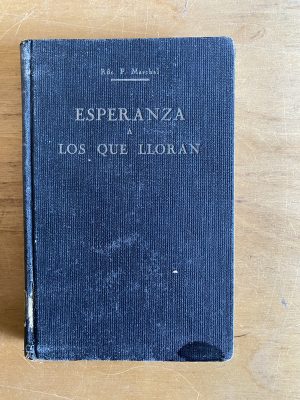 Rdo. P. Marchal
ESPERANZA
A
LOS QUE LLORAN